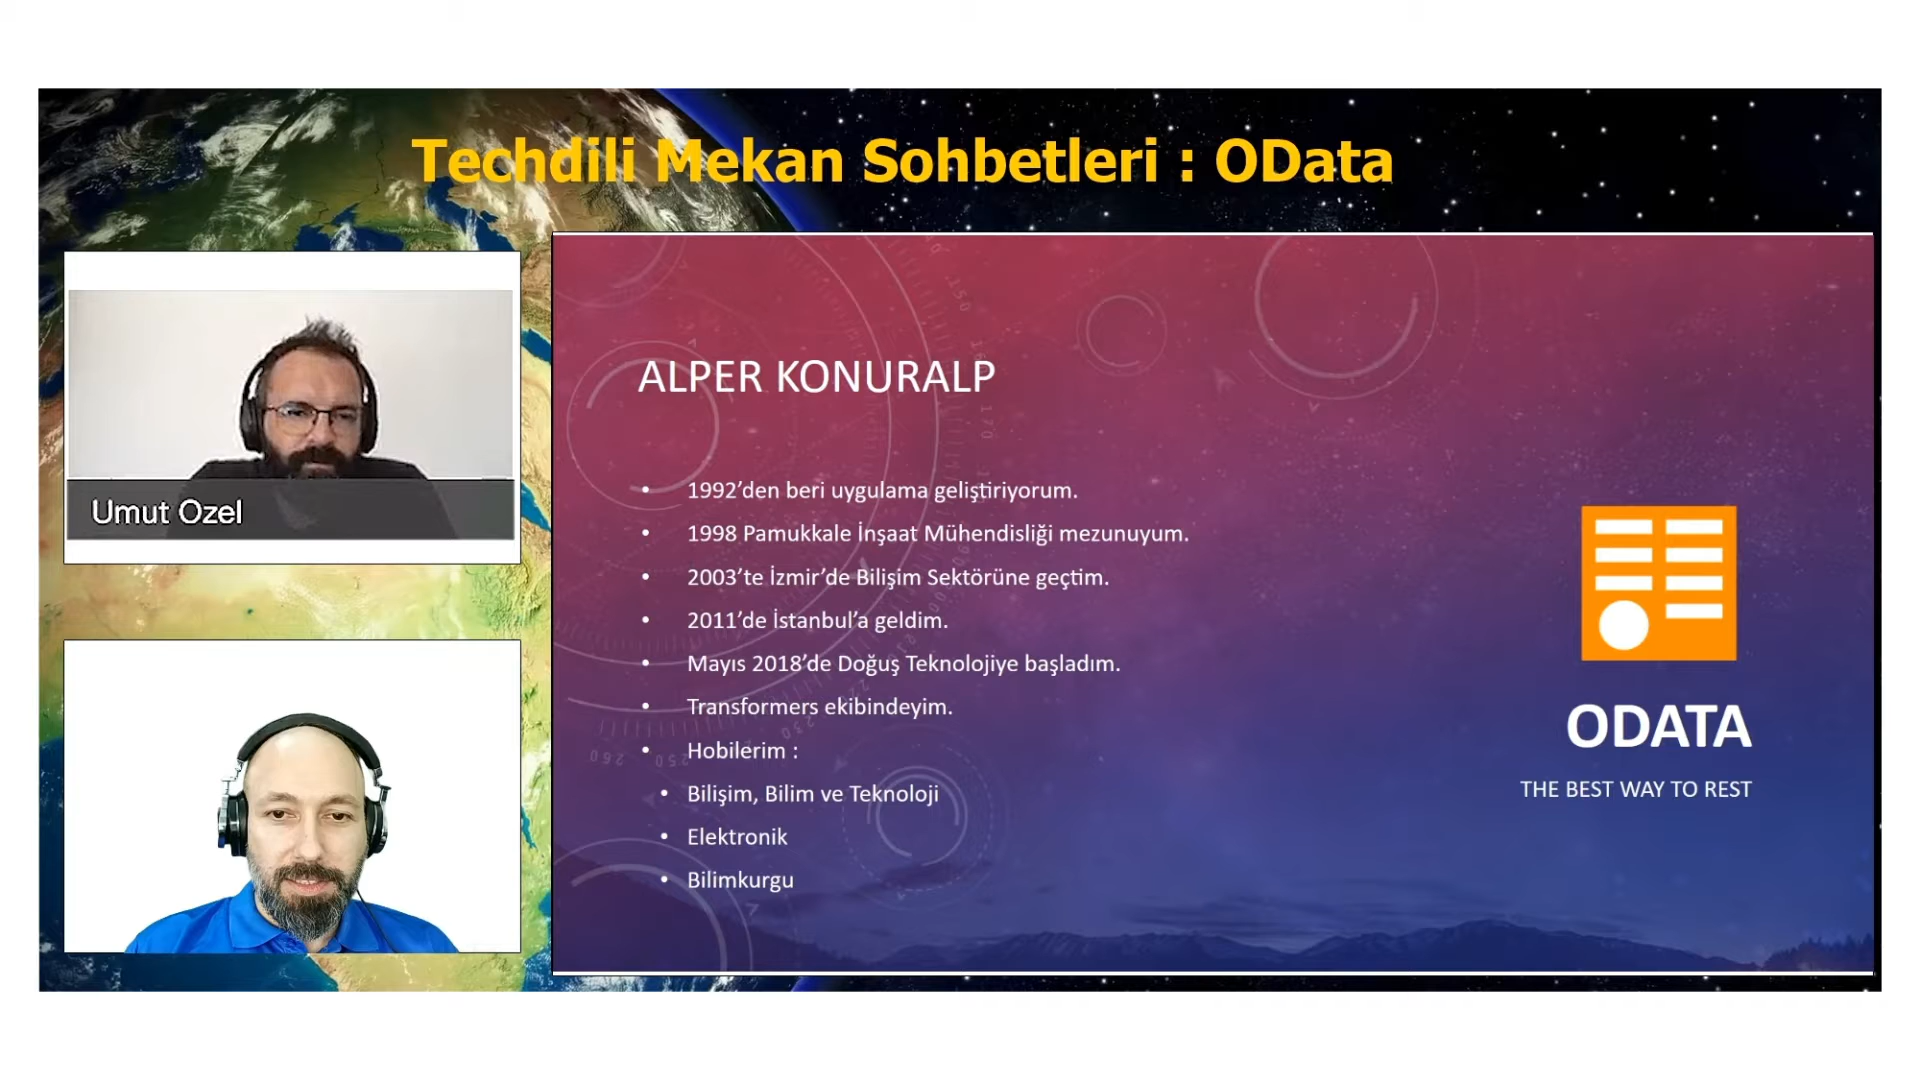 Techdili Mekan Sohbetleri : OData
Umut Ozel
ALPER KONURALP
• 1992’den beri uygulama geliştiriyorum.
• 1998 Pamukkale İnşaat Mühendisliği mezunuyum.
• 2003’te İzmir’de Bilişim Sektörüne geçtim.
• 2011’de İstanbul’a geldim.
• Mayıs 2018’de Doğuş Teknolojiye başladım.
• Transformers ekibindeyim.
• Hobilerim :
• Bilişim, Bilim ve Teknoloji
• Elektronik
• Bilimkurgu
ODATA
THE BEST WAY TO REST